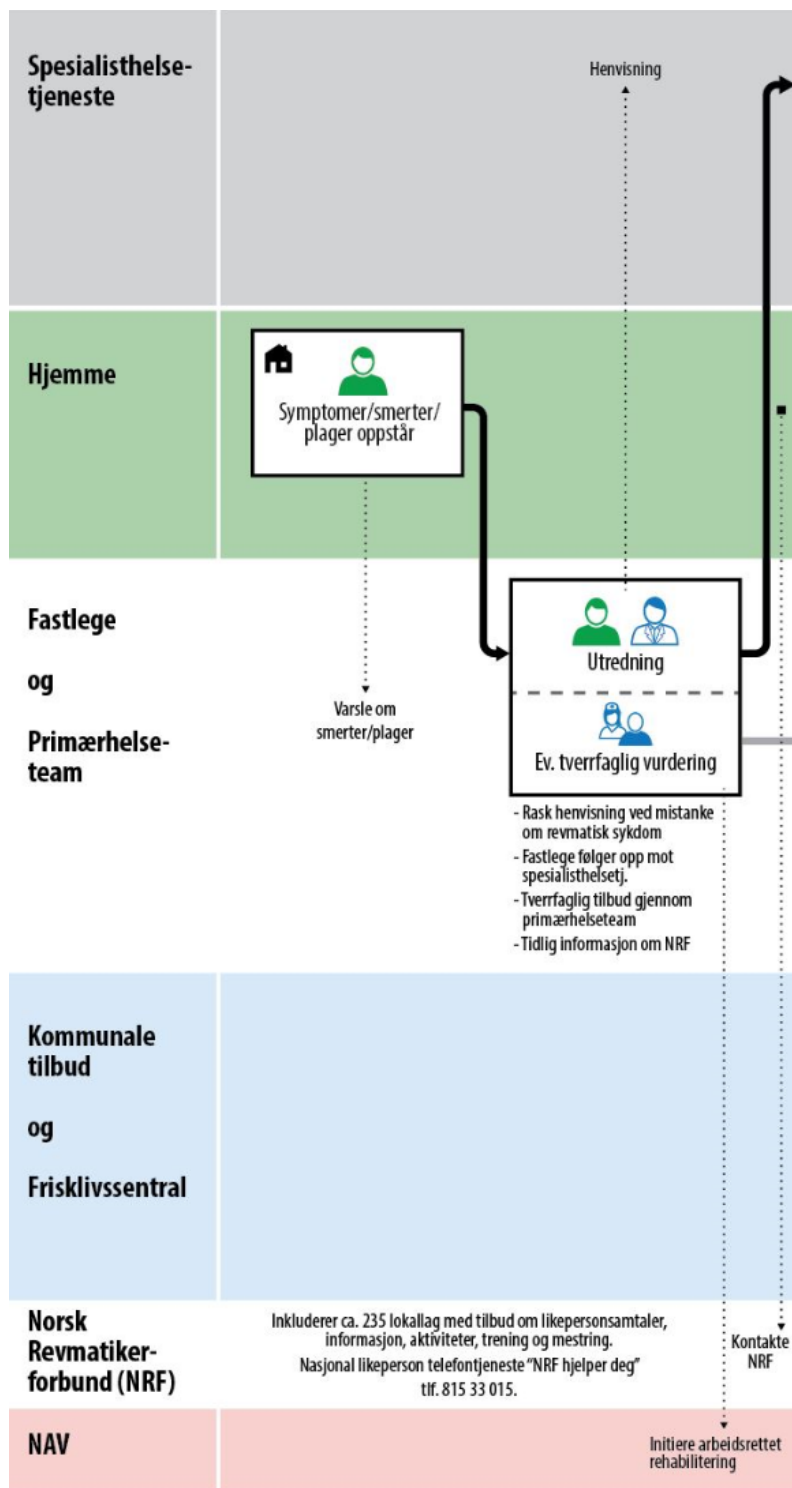 Spesialisthelse-
tjeneste
Henvisning
Hjemme
Symptomer/smerter/
plager oppstår
Fastlege
og
Primærhelse-
team
Varsle om
smerter/plager
Utredning
Ev. tverrfaglig vurdering
- Rask henvisning ved mistanke
om revmatisk sykdom
- Fastlege følger opp mot
spesialisthelsetj.
- Tverrfaglig tilbud gjennom
primærhelseteam
- Tidlig informasjon om NRF
Kommunale
tilbud
og
Frisklivssentral
Norsk
Revmatiker-
forbund (NRF)
Inkluderer ca. 235 lokallag med tilbud om likepersonsamtaler,
informasjon, aktiviteter, trening og mestring.
Nasjonal likeperson telefontjeneste “NRF hjelper deg”
tlf. 815 33 015.
Kontakte
NRF
NAV
Initiere arbeidsrettet
rehabilitering